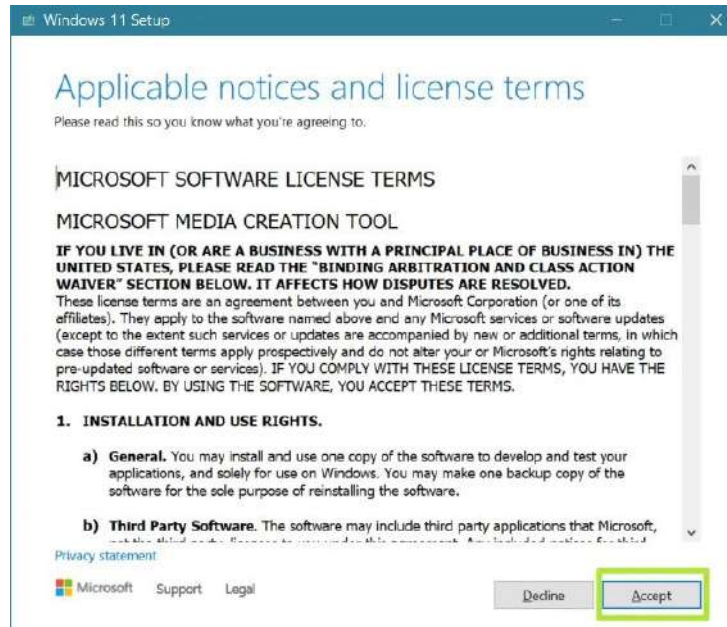 Windows 11 Setup
Applicable notices and license terms
Please read this so you know what you're agreeing to.
MICROSOFT SOFTWARE LICENSE TERMS
MICROSOFT MEDIA CREATION TOOL
IF YOU LIVE IN (OR ARE A BUSINESS WITH A PRINCIPAL PLACE OF BUSINESS IN) THE
UNITED STATES, PLEASE READ THE "BINDING ARBITRATION AND CLASS ACTION
WAIVER" SECTION BELOW. IT AFFECTS HOW DISPUTES ARE RESOLVED.
These license terms are an agreement between you and Microsoft Corporation (or one of its
affiliates). They apply to the software named above and any Microsoft services or software updates
(except to the extent such services or updates are accompanied by new or additional terms, in which
case those different terms apply prospectively and do not alter your or Microsoft's rights relating to
pre-updated software or services). IF YOU COMPLY WITH THESE LICENSE TERMS, YOU HAVE THE
RIGHTS BELOW. BY USING THE SOFTWARE, YOU ACCEPT THESE TERMS.
1. INSTALLATION AND USE RIGHTS.
a) General. You may install and use one copy of the software to develop and test your
applications, and solely for use on Windows. You may make one backup copy of the
software for the sole purpose of reinstalling the software.
b) Third Party Software. The software may include third party applications that Microsoft,
Privacy statement
Microsoft Support Legal
Decline Accept